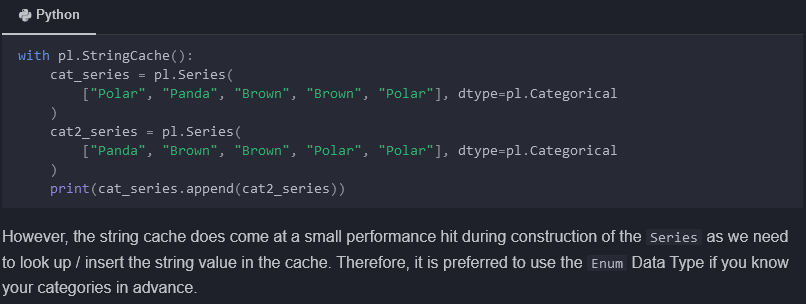 Python
with pl.StringCache():
    cat_series = pl.Series(
        ["Polar", "Panda", "Brown", "Brown", "Polar"], dtype=pl.Categorical
    )
    cat2_series = pl.Series(
        ["Panda", "Brown", "Brown", "Polar", "Polar"], dtype=pl.Categorical
    )
    print(cat_series.append(cat2_series))
However, the string cache does come at a small performance hit during construction of the Series as we need
to look up / insert the string value in the cache. Therefore, it is preferred to use the Enum Data Type if you know
your categories in advance.